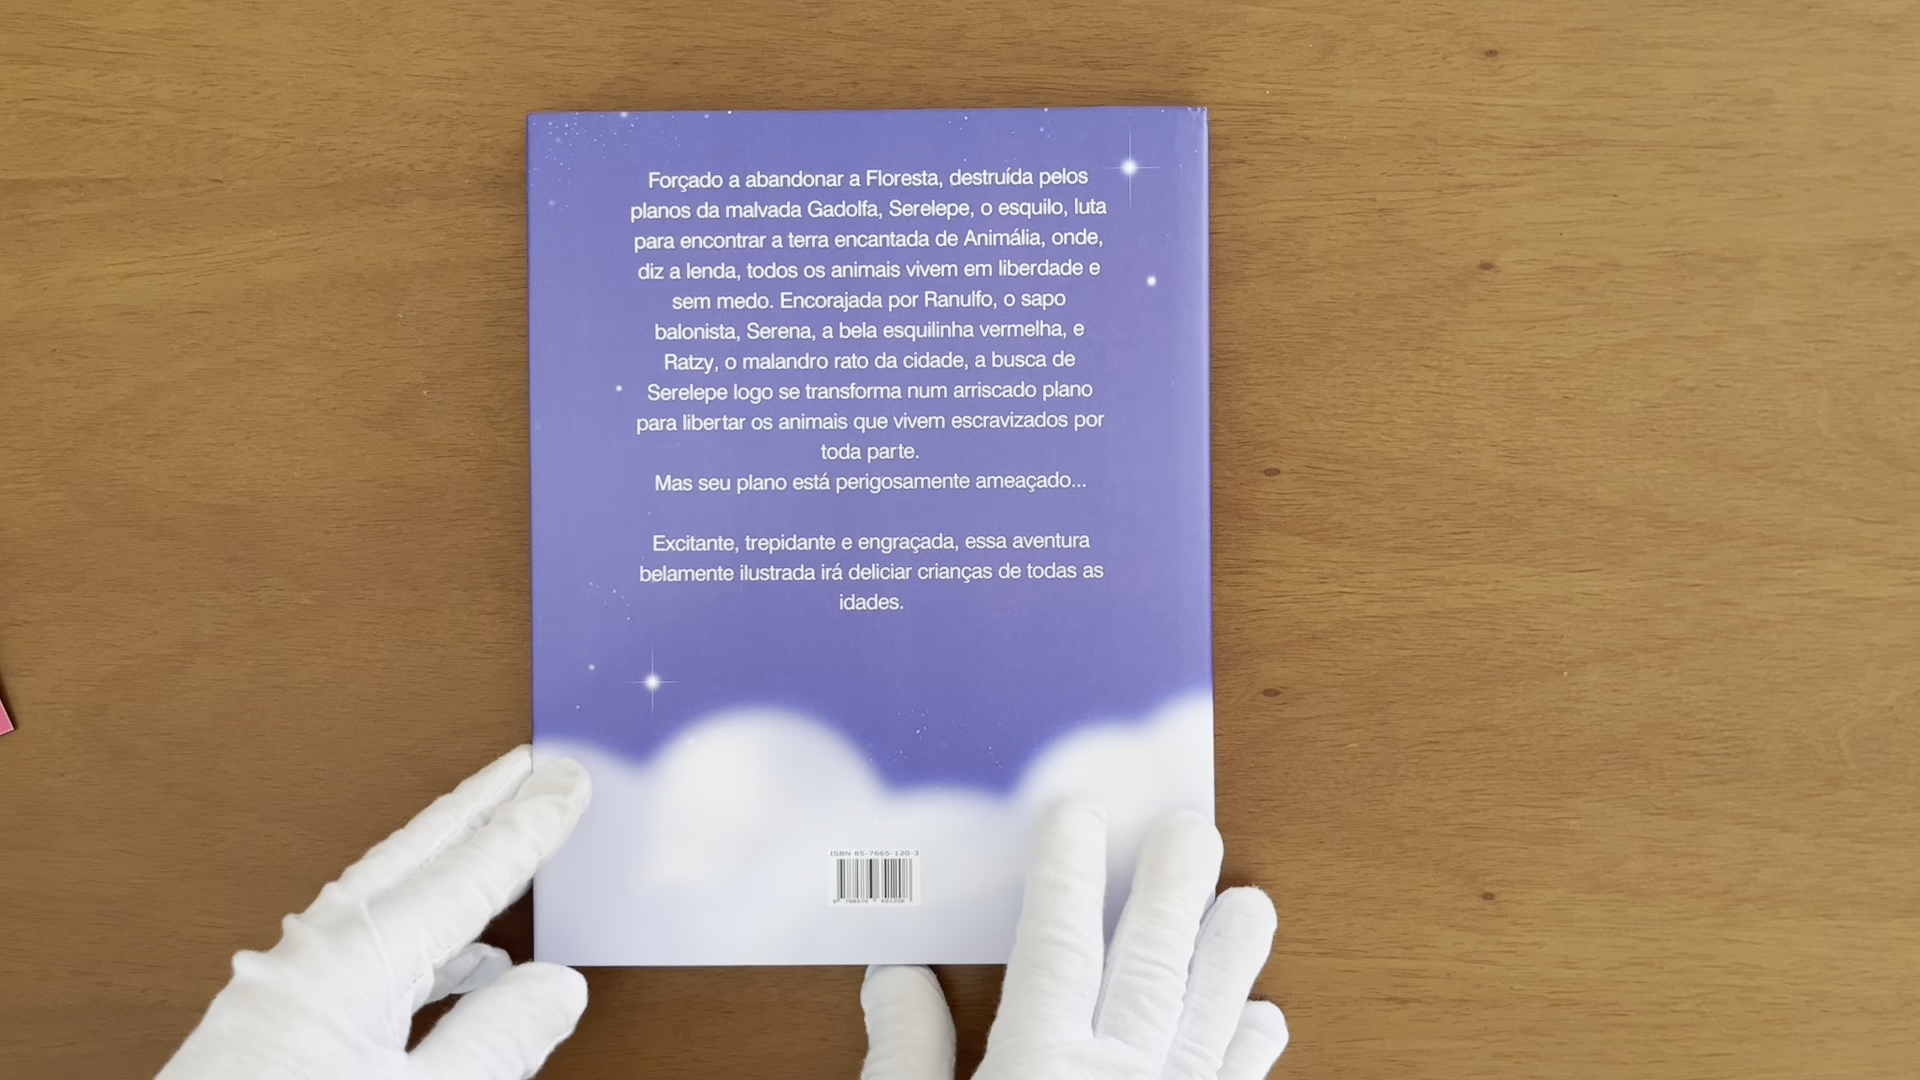 Forçado a abandonar a Floresta, destruída pelos
planos da malvada Gadolfa, Serelepe, o esquilo, luta
para encontrar a terra encantada de Animália, onde,
diz a lenda, todos os animais vivem em liberdade e
sem medo. Encorajada por Ranulfo, o sapo
balonista, Serena, a bela esquilinha vermelha, e
Ratzy, o malandro rato da cidade, a busca de
Serelepe logo se transforma num arriscado plano
para libertar os animais que vivem escravizados por
toda parte.
Mas seu plano está perigosamente ameaçado...
Excitante, trepidante e engraçada, essa aventura
belamente ilustrada irá deliciar crianças de todas as
idades.
ISBN 85-7665-120-3